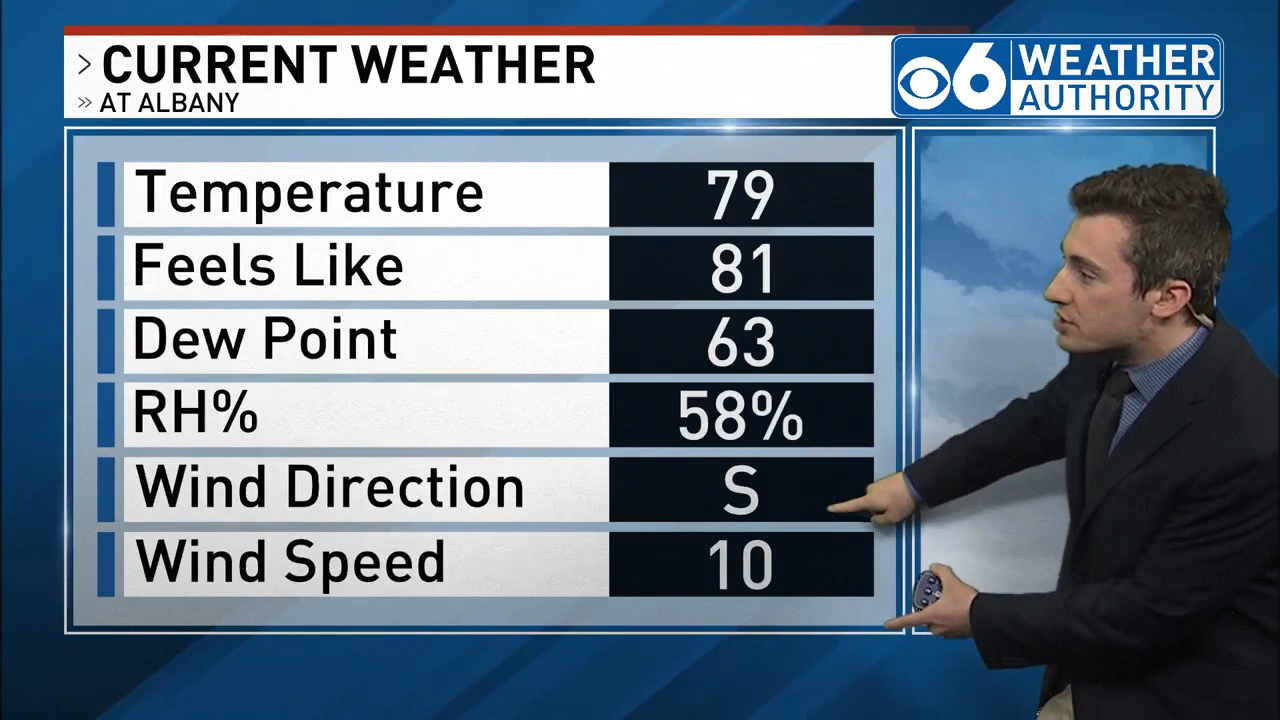 > CURRENT WEATHER
» AT ALBANY
6 WEATHER AUTHORITY
Temperature 79
Feels Like 81
Dew Point 63
RH% 58%
Wind Direction S
Wind Speed 10